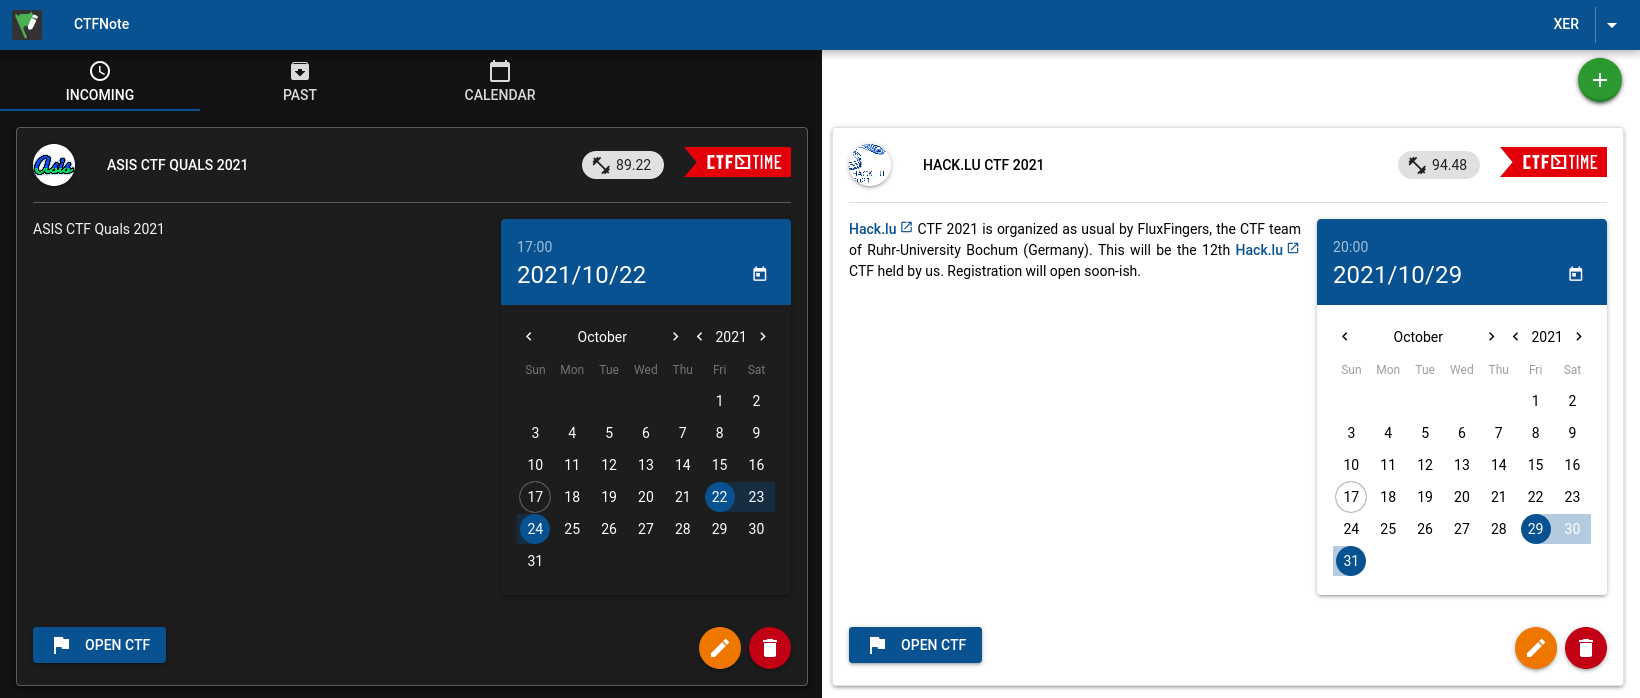 CTFNote
XER
INCOMING
PAST
CALENDAR
Asis
ASIS CTF QUALS 2021
89.22
CTF TIME
ASIS CTF Quals 2021
17:00
2021/10/22
October
2021
Sun Mon Tue Wed Thu Fri Sat
1 2
3 4 5 6 7 8 9
10 11 12 13 14 15 16
17 18 19 20 21 22 23
24 25 26 27 28 29 30
31
OPEN CTF
HACK.LU
2021
HACK.LU CTF 2021
94.48
CTF TIME
Hack.lu CTF 2021 is organized as usual by FluxFingers, the CTF team
of Ruhr-University Bochum (Germany). This will be the 12th Hack.lu
CTF held by us. Registration will open soon-ish.
20:00
2021/10/29
October
2021
Sun Mon Tue Wed Thu Fri Sat
1 2
3 4 5 6 7 8 9
10 11 12 13 14 15 16
17 18 19 20 21 22 23
24 25 26 27 28 29 30
31
OPEN CTF